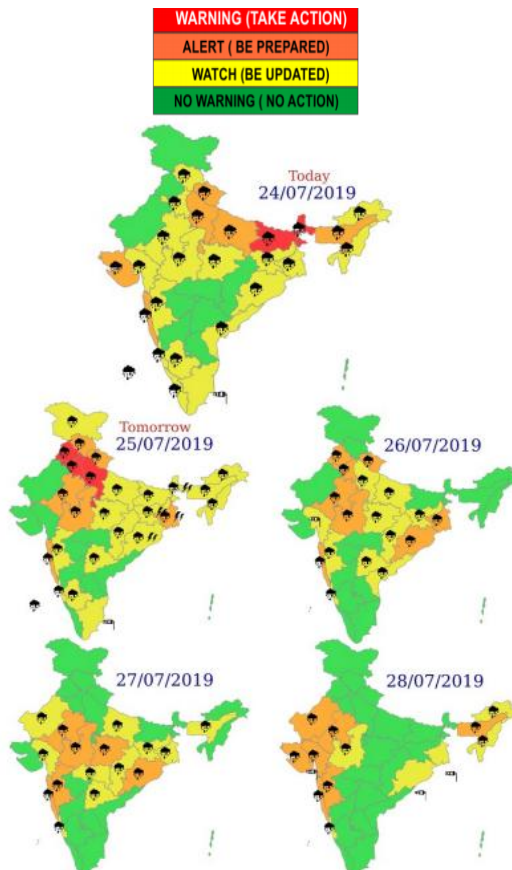 WARNING (TAKE ACTION)
ALERT ( BE PREPARED)
WATCH (BE UPDATED)
NO WARNING ( NO ACTION)
Today
24/07/2019
Tomorrow
25/07/2019
26/07/2019
27/07/2019
28/07/2019